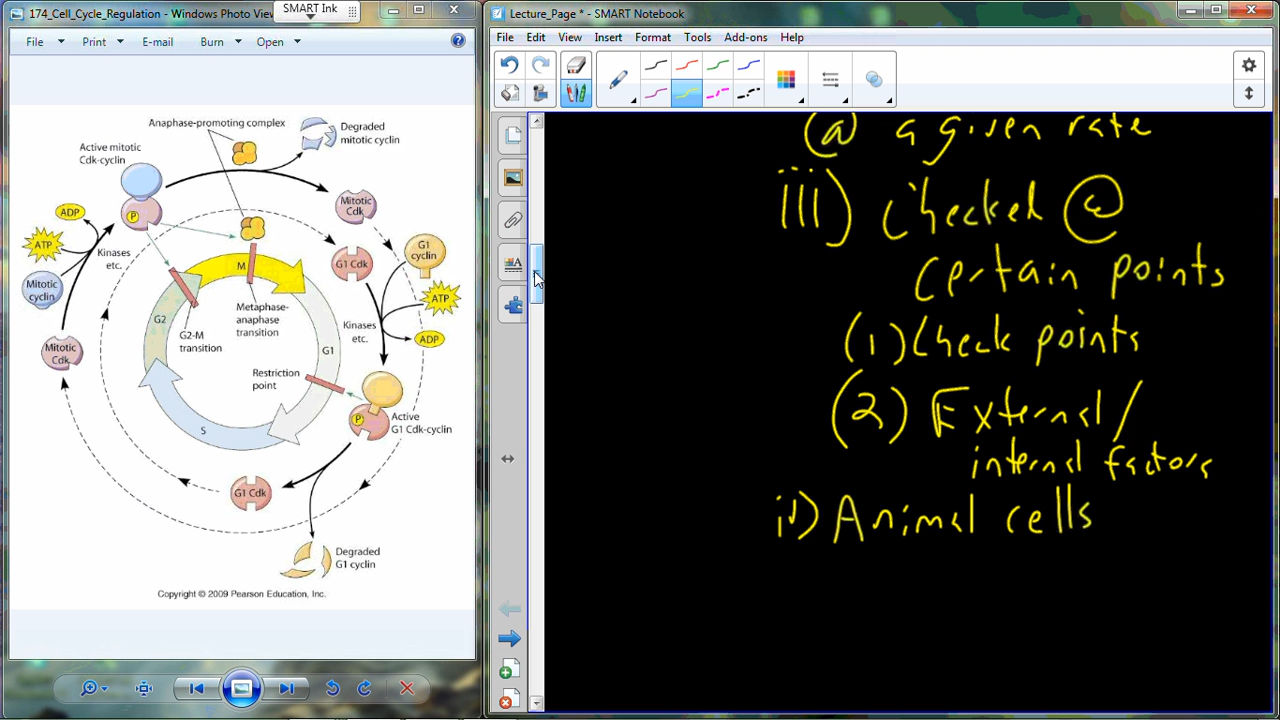 174_Cell_Cycle_Regulation - Windows Photo View
SMART Ink
File Print E-mail Burn Open
Anaphase-promoting complex
Degraded
mitotic cyclin
Active mitotic
Cdk-cyclin
P
ADP
ATP
Kinases
etc.
Mitotic
cyclin
Mitotic
Cdk
Mitotic
Cdk
G1 Cdk
G1
cyclin
ATP
Kinases
etc.
ADP
M
G2
G1
S
Metaphase-
anaphase
transition
G2-M
transition
Restriction
point
P
Active
G1 Cdk-cyclin
G1 Cdk
Degraded
G1 cyclin
Copyright © 2009 Pearson Education, Inc.
Lecture_Page * - SMART Notebook
File Edit View Insert Format Tools Add-ons Help
@ a given rate
iii) Checked @
certain points
(1) Check points
(2) External/
internal factors
iv) Animal cells